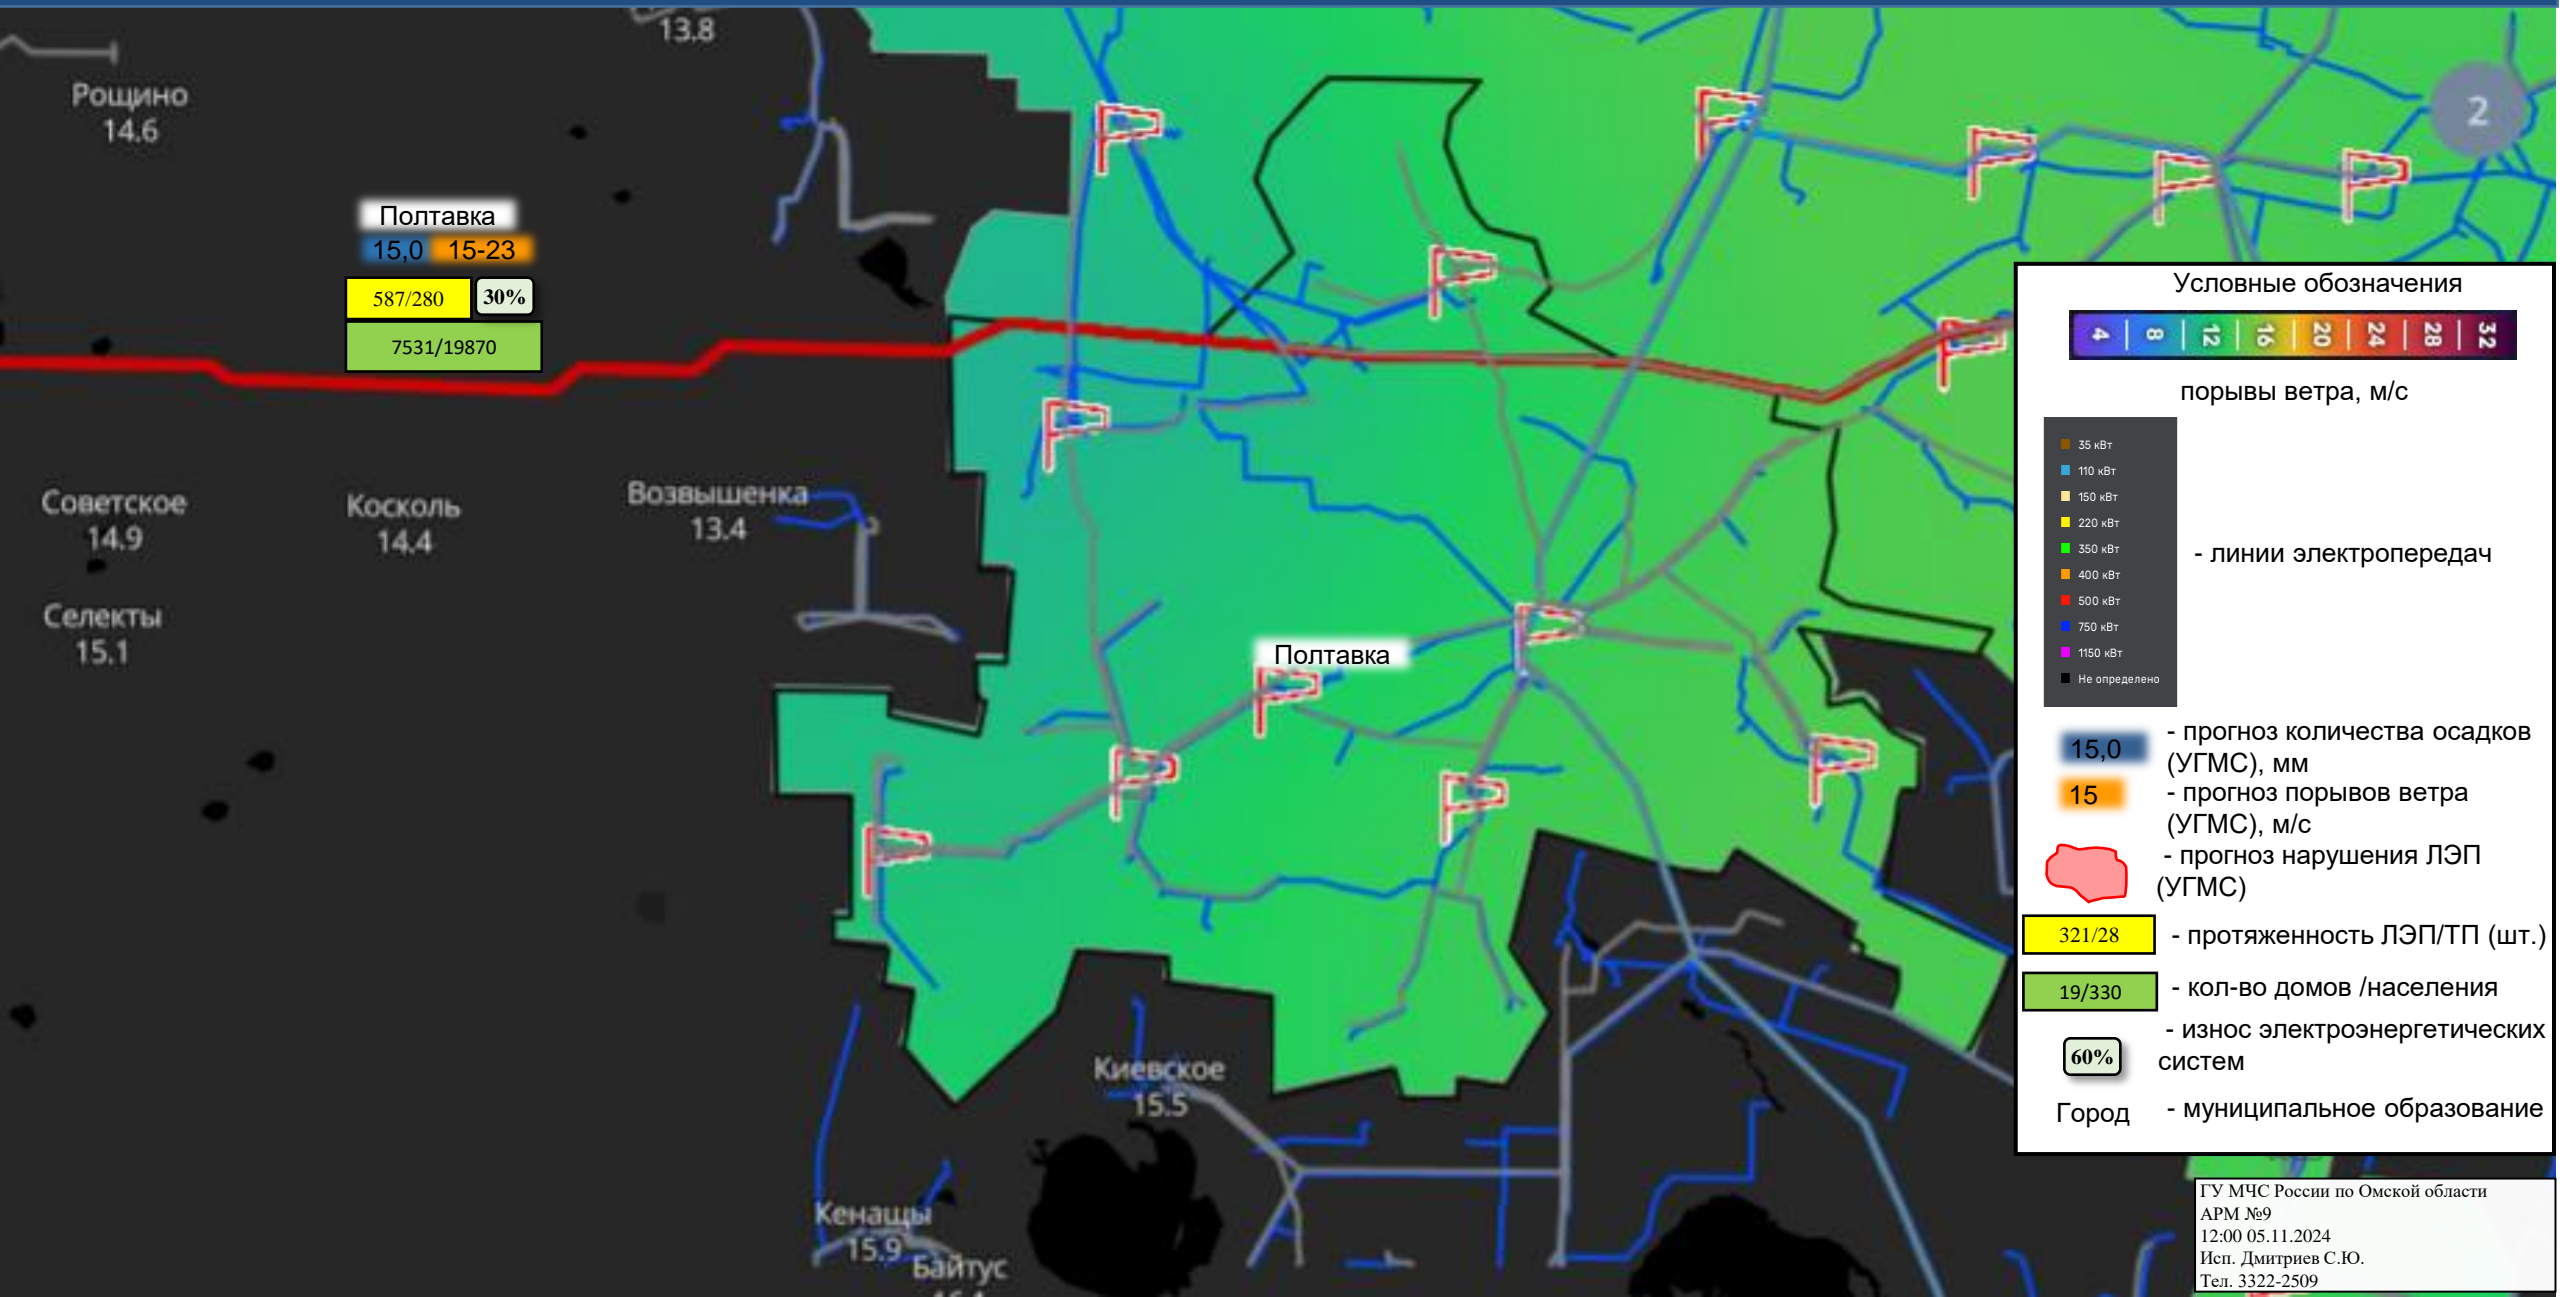 13.8
Рощино
14.6
2
Полтавка
15,0 15-23
587/280 30%
7531/19870
Советское
14.9
Косколь
14.4
Возвышенка
13.4
Селекты
15.1
Полтавка
Киевское
15.5
Кенащы
15.9
Байтус
Условные обозначения
4 8 12 16 20 24 28 32
порывы ветра, м/с
35 кВт
110 кВт
150 кВт
220 кВт
350 кВт
400 кВт
500 кВт
750 кВт
1150 кВт
Не определено
- линии электропередач
15,0 - прогноз количества осадков
(УГМС), мм
15 - прогноз порывов ветра
(УГМС), м/с
- прогноз нарушения ЛЭП
(УГМС)
321/28 - протяженность ЛЭП/ТП (шт.)
19/330 - кол-во домов /населения
60% - износ электроэнергетических
систем
Город - муниципальное образование
ГУ МЧС России по Омской области
АРМ №9
12:00 05.11.2024
Исп. Дмитриев С.Ю.
Тел. 3322-2509